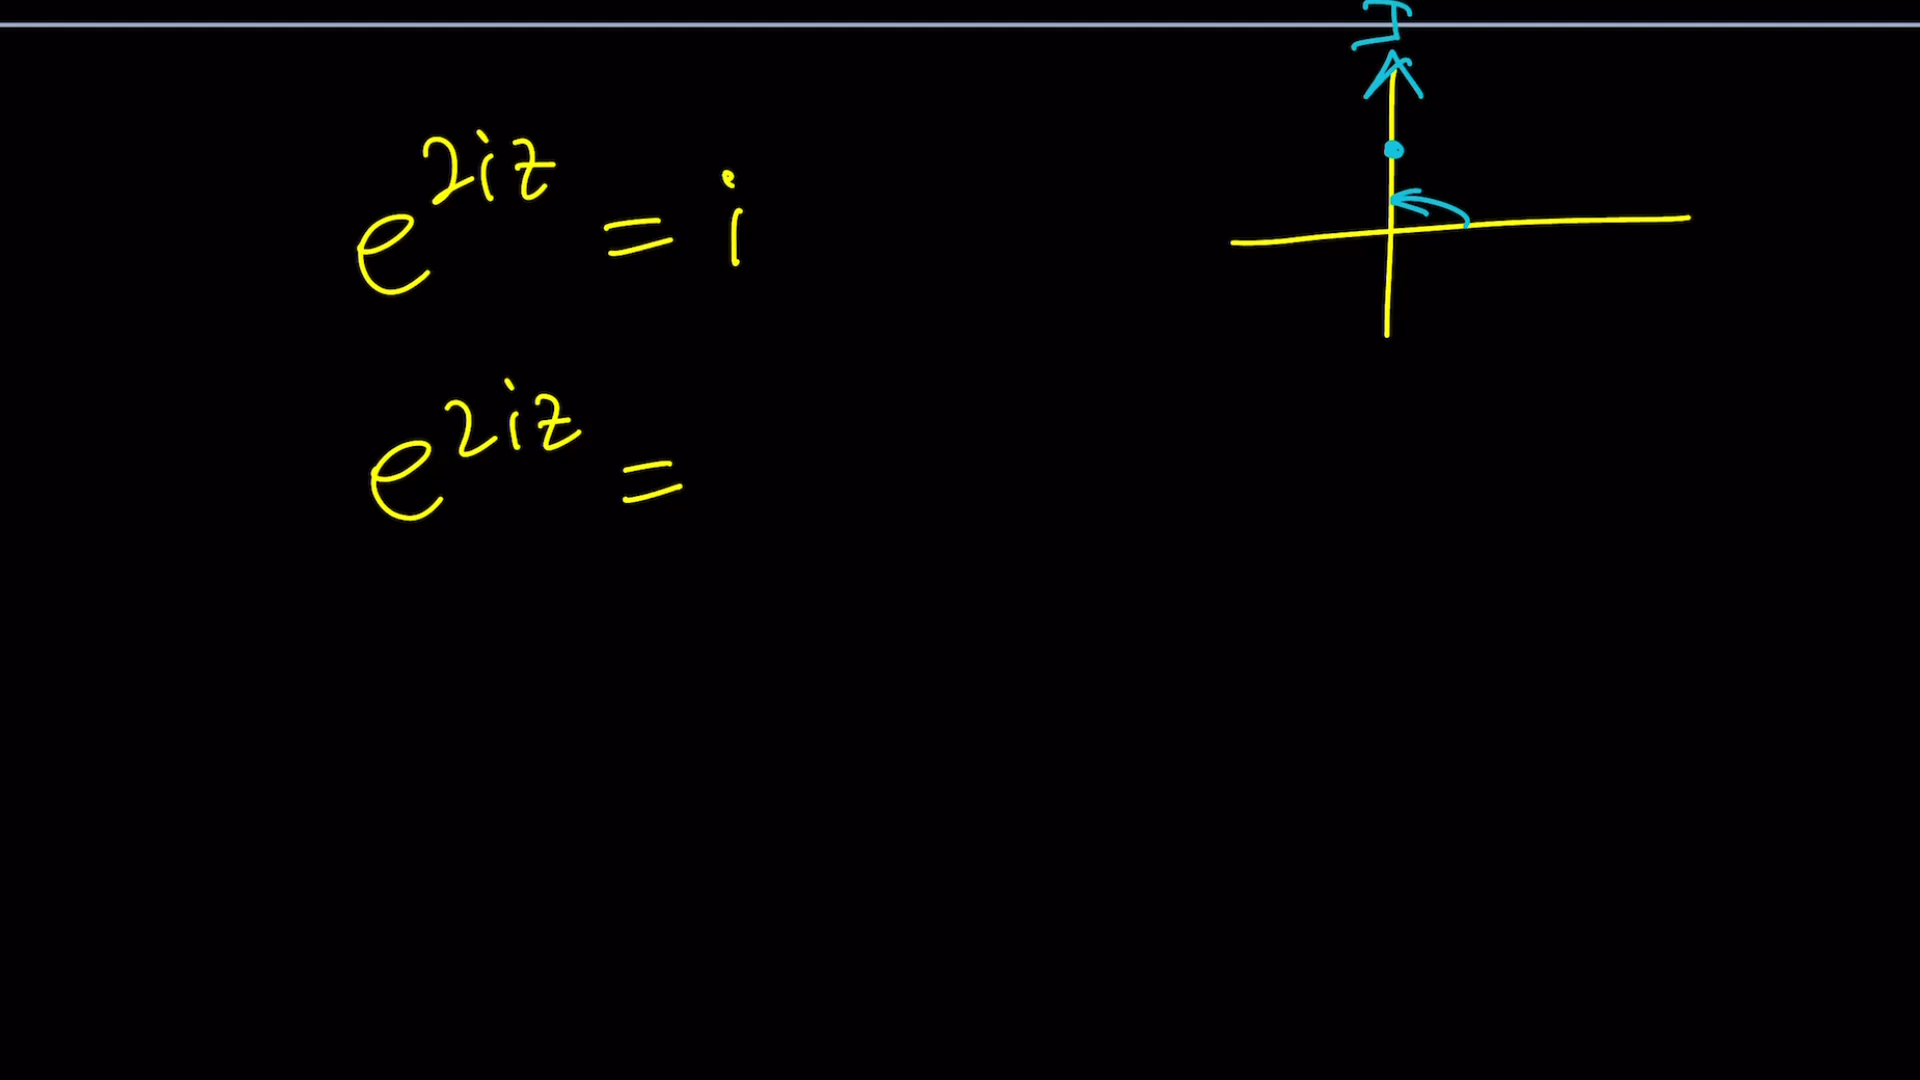 I
e^{2iz} = i
e^{2iz} =